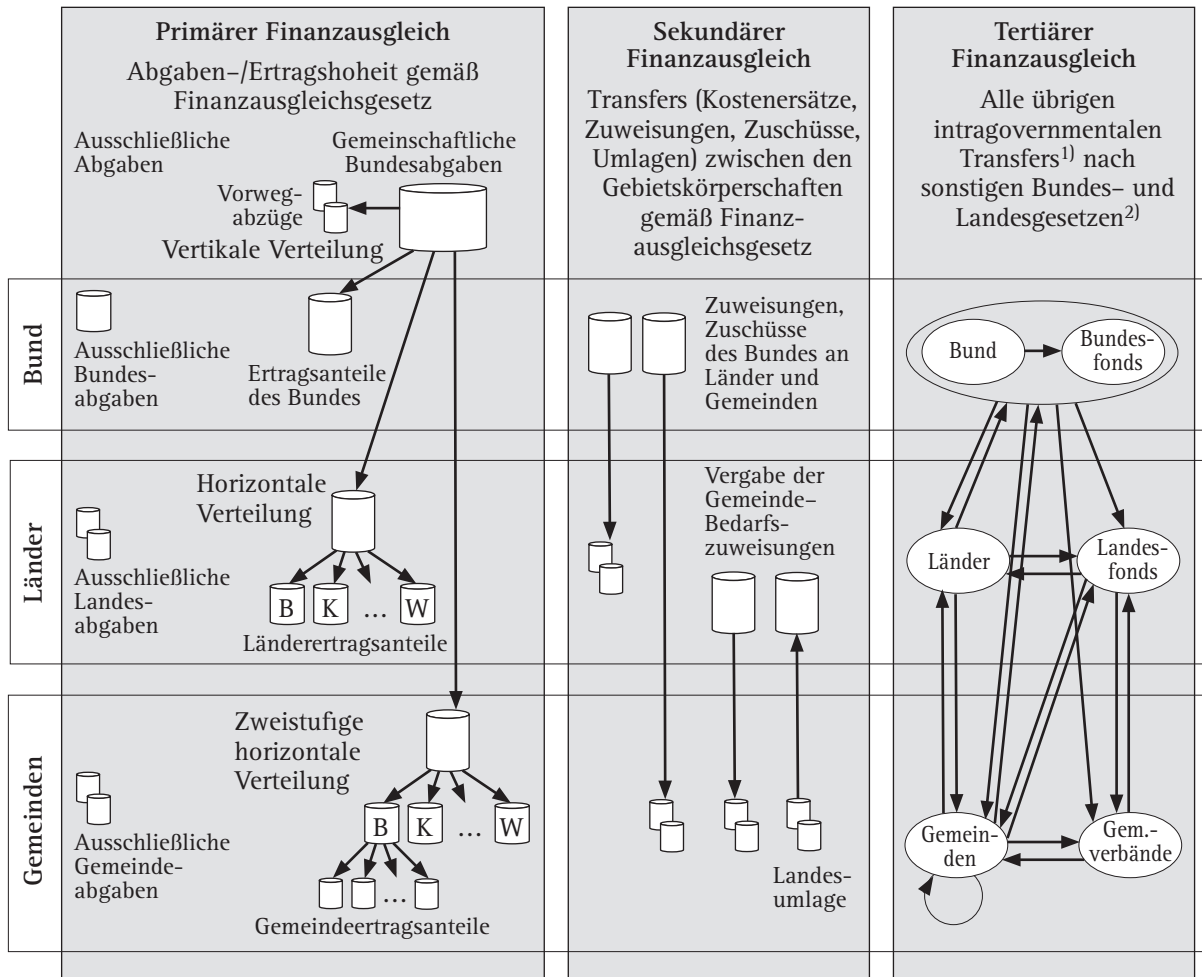 Primärer Finanzausgleich
Abgaben-/Ertragshoheit gemäß
Finanzausgleichsgesetz
Ausschließliche
Abgaben
Gemeinschaftliche
Bundesabgaben
Vorweg-
abzüge
Vertikale Verteilung
Sekundärer
Finanzausgleich
Transfers (Kostenersätze,
Zuweisungen, Zuschüsse,
Umlagen) zwischen den
Gebietskörperschaften
gemäß Finanz-
ausgleichsgesetz
Tertiärer
Finanzausgleich
Alle übrigen
intragovernmentalen
Transfers1) nach
sonstigen Bundes- und
Landesgesetzen2)
Bund
Ausschließliche
Bundes-
abgaben
Ertragsanteile
des Bundes
Zuweisungen,
Zuschüsse
des Bundes an
Länder und
Gemeinden
Bund
Bundes-
fonds
Länder
Ausschließliche
Landes-
abgaben
Horizontale
Verteilung
B K ... W
Länderertragsanteile
Vergabe der
Gemeinde-
Bedarfs-
zuweisungen
Länder
Landes-
fonds
Gemeinden
Ausschließliche
Gemeinde-
abgaben
Zweistufige
horizontale
Verteilung
B K ... W
...
Gemeindeertragsanteile
Landes-
umlage
Gemein-
den
Gem.-
verbände